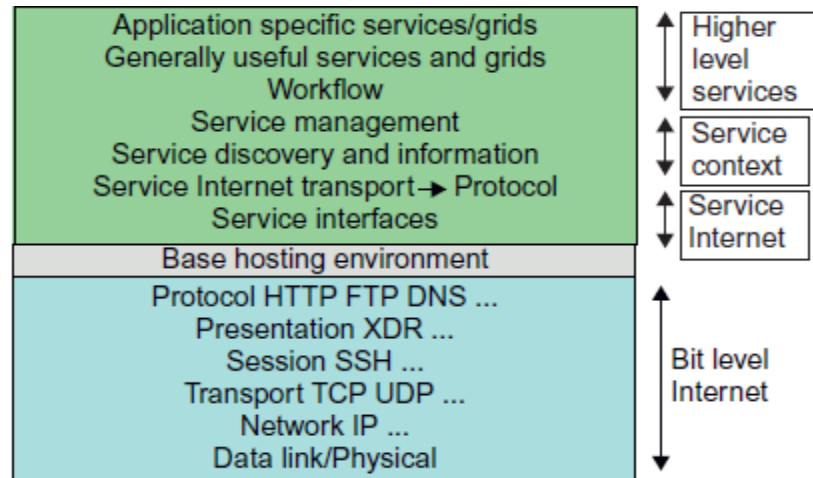 Application specific services/grids
Generally useful services and grids
Workflow
Service management
Service discovery and information
Service Internet transport → Protocol
Service interfaces
Base hosting environment
Protocol HTTP FTP DNS ...
Presentation XDR ...
Session SSH ...
Transport TCP UDP ...
Network IP ...
Data link/Physical
Higher
level
services
Service
context
Service
Internet
Bit level
Internet